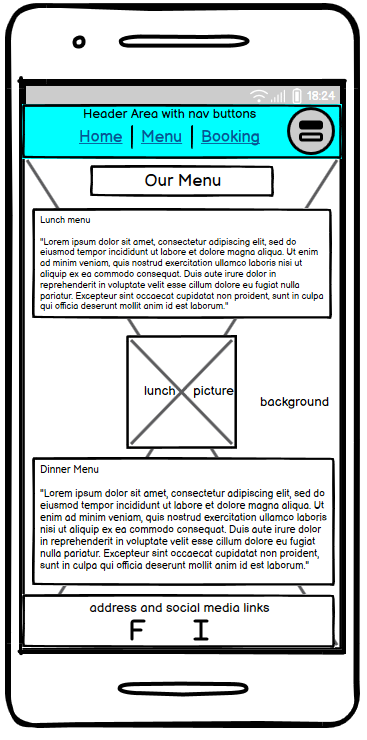 18:24
Header Area with nav buttons
Home | Menu | Booking
Our Menu
Lunch menu
"Lorem ipsum dolor sit amet, consectetur adipiscing elit, sed do
eiusmod tempor incididunt ut labore et dolore magna aliqua. Ut enim
ad minim veniam, quis nostrud exercitation ullamco laboris nisi ut
aliquip ex ea commodo consequat. Duis aute irure dolor in
reprehenderit in voluptate velit esse cillum dolore eu fugiat nulla
pariatur. Excepteur sint occaecat cupidatat non proident, sunt in culpa
qui officia deserunt mollit anim id est laborum."
lunch picture
background
Dinner Menu
"Lorem ipsum dolor sit amet, consectetur adipiscing elit, sed do
eiusmod tempor incididunt ut labore et dolore magna aliqua. Ut
enim ad minim veniam, quis nostrud exercitation ullamco laboris
nisi ut aliquip ex ea commodo consequat. Duis aute irure dolor
in reprehenderit in voluptate velit esse cillum dolore eu fugiat
nulla pariatur. Excepteur sint occaecat cupidatat non proident,
sunt in culpa qui officia deserunt mollit anim id est laborum."
address and social media links
F I